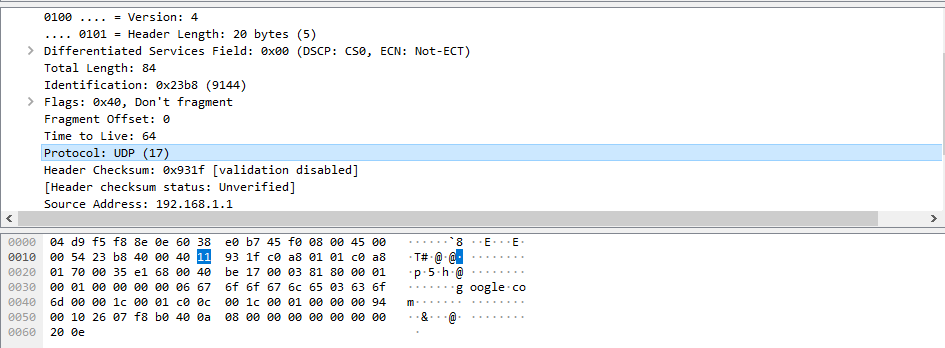 0100 .... = Version: 4
.... 0101 = Header Length: 20 bytes (5)
Differentiated Services Field: 0x00 (DSCP: CS0, ECN: Not-ECT)
Total Length: 84
Identification: 0x23b8 (9144)
Flags: 0x40, Don't fragment
Fragment Offset: 0
Time to Live: 64
Protocol: UDP (17)
Header Checksum: 0x931f [validation disabled]
[Header checksum status: Unverified]
Source Address: 192.168.1.1
0000 04 d9 f5 f8 8e 0e 60 38 e0 b7 45 f0 08 00 45 00 ······`8 ··E···E·
0010 00 54 23 b8 40 00 40 11 93 1f c0 a8 01 01 c0 a8 ·T#·@·@· ········
0020 01 70 00 35 e1 68 00 40 be 17 00 03 81 80 00 01 ·p·5·h·@ ········
0030 00 01 00 00 00 00 06 67 6f 6f 67 6c 65 03 63 6f ·······g oogle·co
0040 6d 00 00 1c 00 01 c0 0c 00 1c 00 01 00 00 00 94 m······· ········
0050 00 10 26 07 f8 b0 40 0a 08 00 00 00 00 00 00 00 ··&···@· ········
0060 20 0e ·